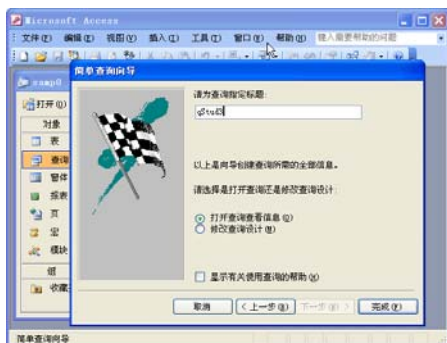 Microsoft Access
文件(F) 编辑(E) 视图(V) 插入(I) 工具(T) 窗口(W) 帮助(H) 键入需要帮助的问题
简单查询向导
打开(O)
对象
表
查询
窗体
报表
页
宏
模块
组
收藏
请为查询指定标题:
qStud3
以上是向导创建查询所需的全部信息。
请选择是打开查询还是修改查询设计:
打开查询查看信息(O)
修改查询设计(M)
显示有关使用查询的帮助(H)
取消 <上一步(B) 下一步(N)> 完成(F)
简单查询向导